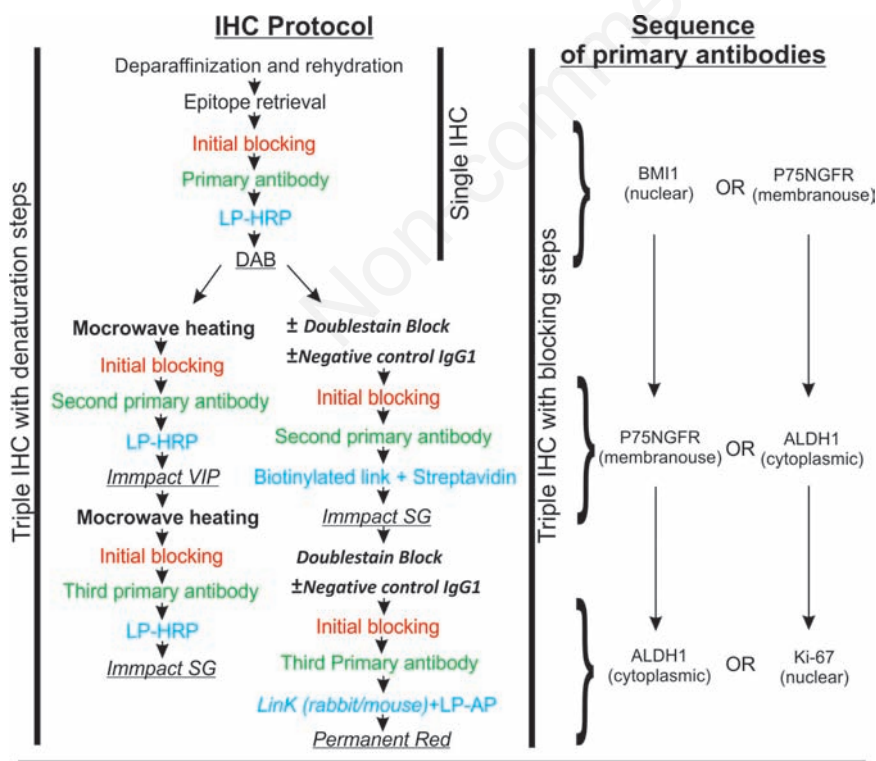 IHC Protocol
Deparaffinization and rehydration
Epitope retrieval
Initial blocking
Primary antibody
LP-HRP
DAB
Single IHC
Triple IHC with denaturation steps
Mocrowave heating
Initial blocking
Second primary antibody
LP-HRP
Immpact VIP
Mocrowave heating
Initial blocking
Third primary antibody
LP-HRP
Immpact SG
± Doublestain Block
±Negative control IgG1
Initial blocking
Second primary antibody
Biotinylated link + Streptavidin
Immpact SG
Doublestain Block
±Negative control IgG1
Initial blocking
Third Primary antibody
LinK (rabbit/mouse)+LP-AP
Permanent Red
Triple IHC with blocking steps
Sequence
of primary antibodies
BMI1
(nuclear)
OR
P75NGFR
(membranouse)
P75NGFR
(membranouse)
OR
ALDH1
(cytoplasmic)
ALDH1
(cytoplasmic)
OR
Ki-67
(nuclear)
Non-comme